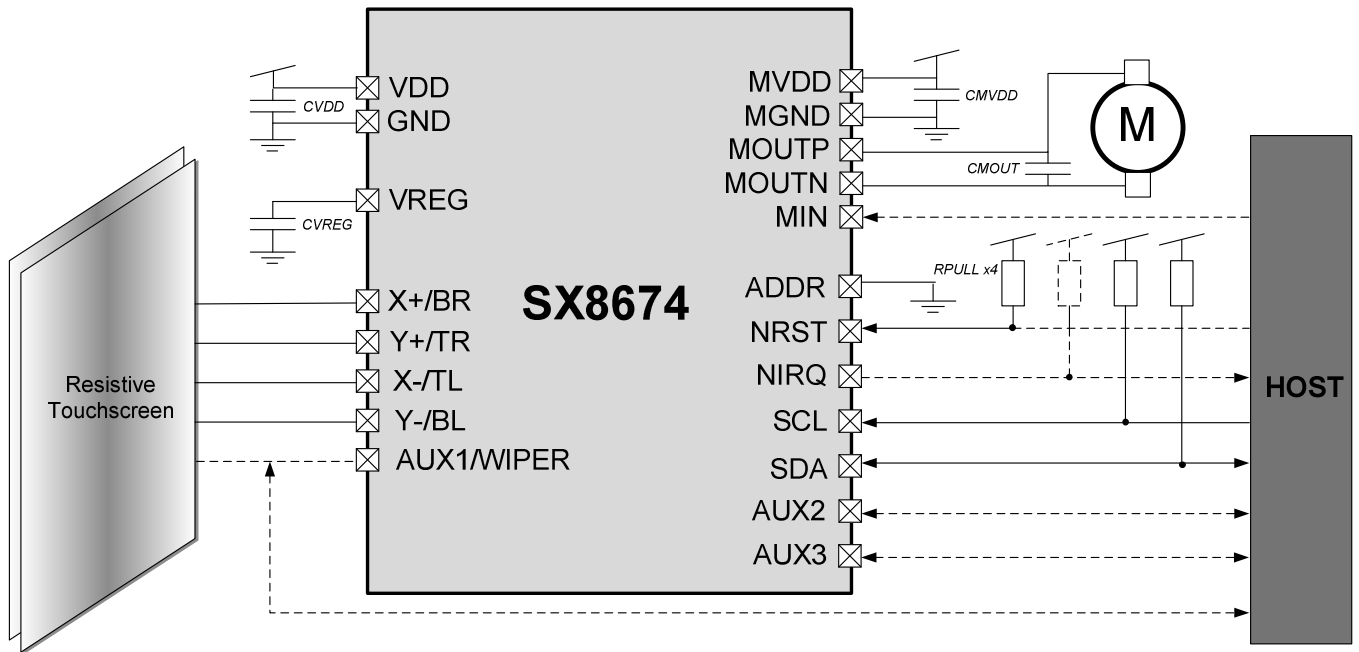 VDD
CVDD
GND
VREG
CVREG
X+/BR
Y+/TR
X-/TL
Y-/BL
AUX1/WIPER
Resistive
Touchscreen
SX8674
MVDD
MGND
MOUTP
MOUTN
MIN
ADDR
NRST
NIRQ
SCL
SDA
AUX2
AUX3
CMVDD
CMOUT
M
RPULL x4
HOST